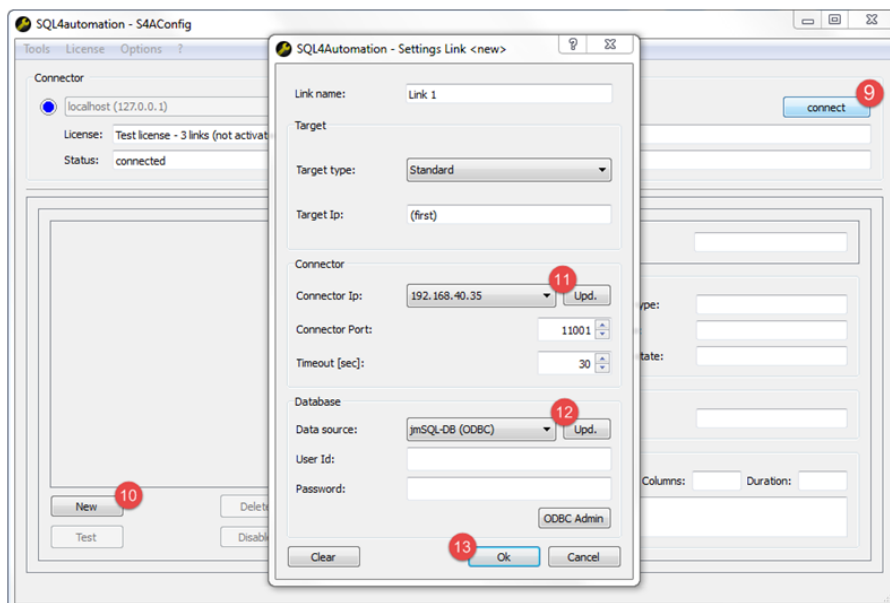 SQL4automation - S4AConfig
Tools License Options ?
Connector
localhost (127.0.0.1)
connect
9
License: Test license - 3 links (not activat
Status: connected
SQL4Automation - Settings Link <new>
?
Link name: Link 1
Target
Target type: Standard
Target Ip: (first)
Connector
11
Connector Ip: 192.168.40.35 Upd.
Connector Port: 11001
Timeout [sec]: 30
Database
12
Data source: jmSQL-DB (ODBC) Upd.
User Id:
Password:
ODBC Admin
13
Clear Ok Cancel
ype:
:
tate:
Columns: Duration:
10
New Delete
Test Disable